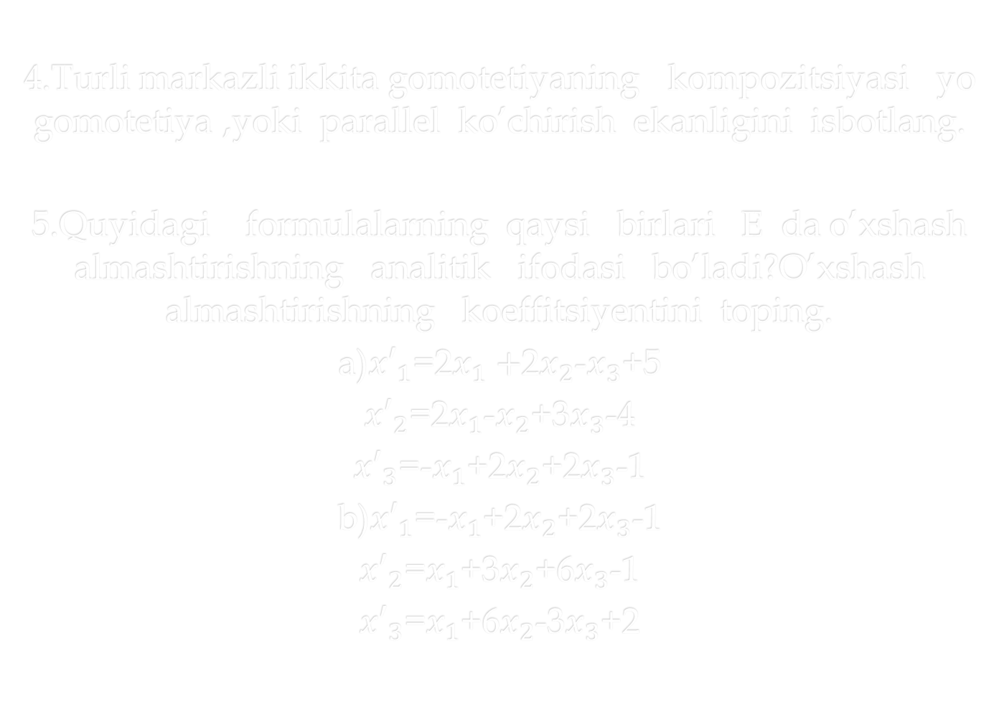 4.Turli markazli ikkita gomotetiyaning kompozitsiyasi yo
gomotetiya ,yoki parallel ko′chirish ekanligini isbotlang.
5.Quyidagi formulalarning qaysi birlari E da o′xshash
almashtirishning analitik ifodasi bo′ladi?O′xshash
almashtirishning koeffitsiyentini toping.
a)x′₁=2x₁ +2x₂-x₃+5
x′₂=2x₁-x₂+3x₃-4
x′₃=-x₁+2x₂+2x₃-1
b)x′₁=-x₁+2x₂+2x₃-1
x′₂=x₁+3x₂+6x₃-1
x′₃=x₁+6x₂-3x₃+2